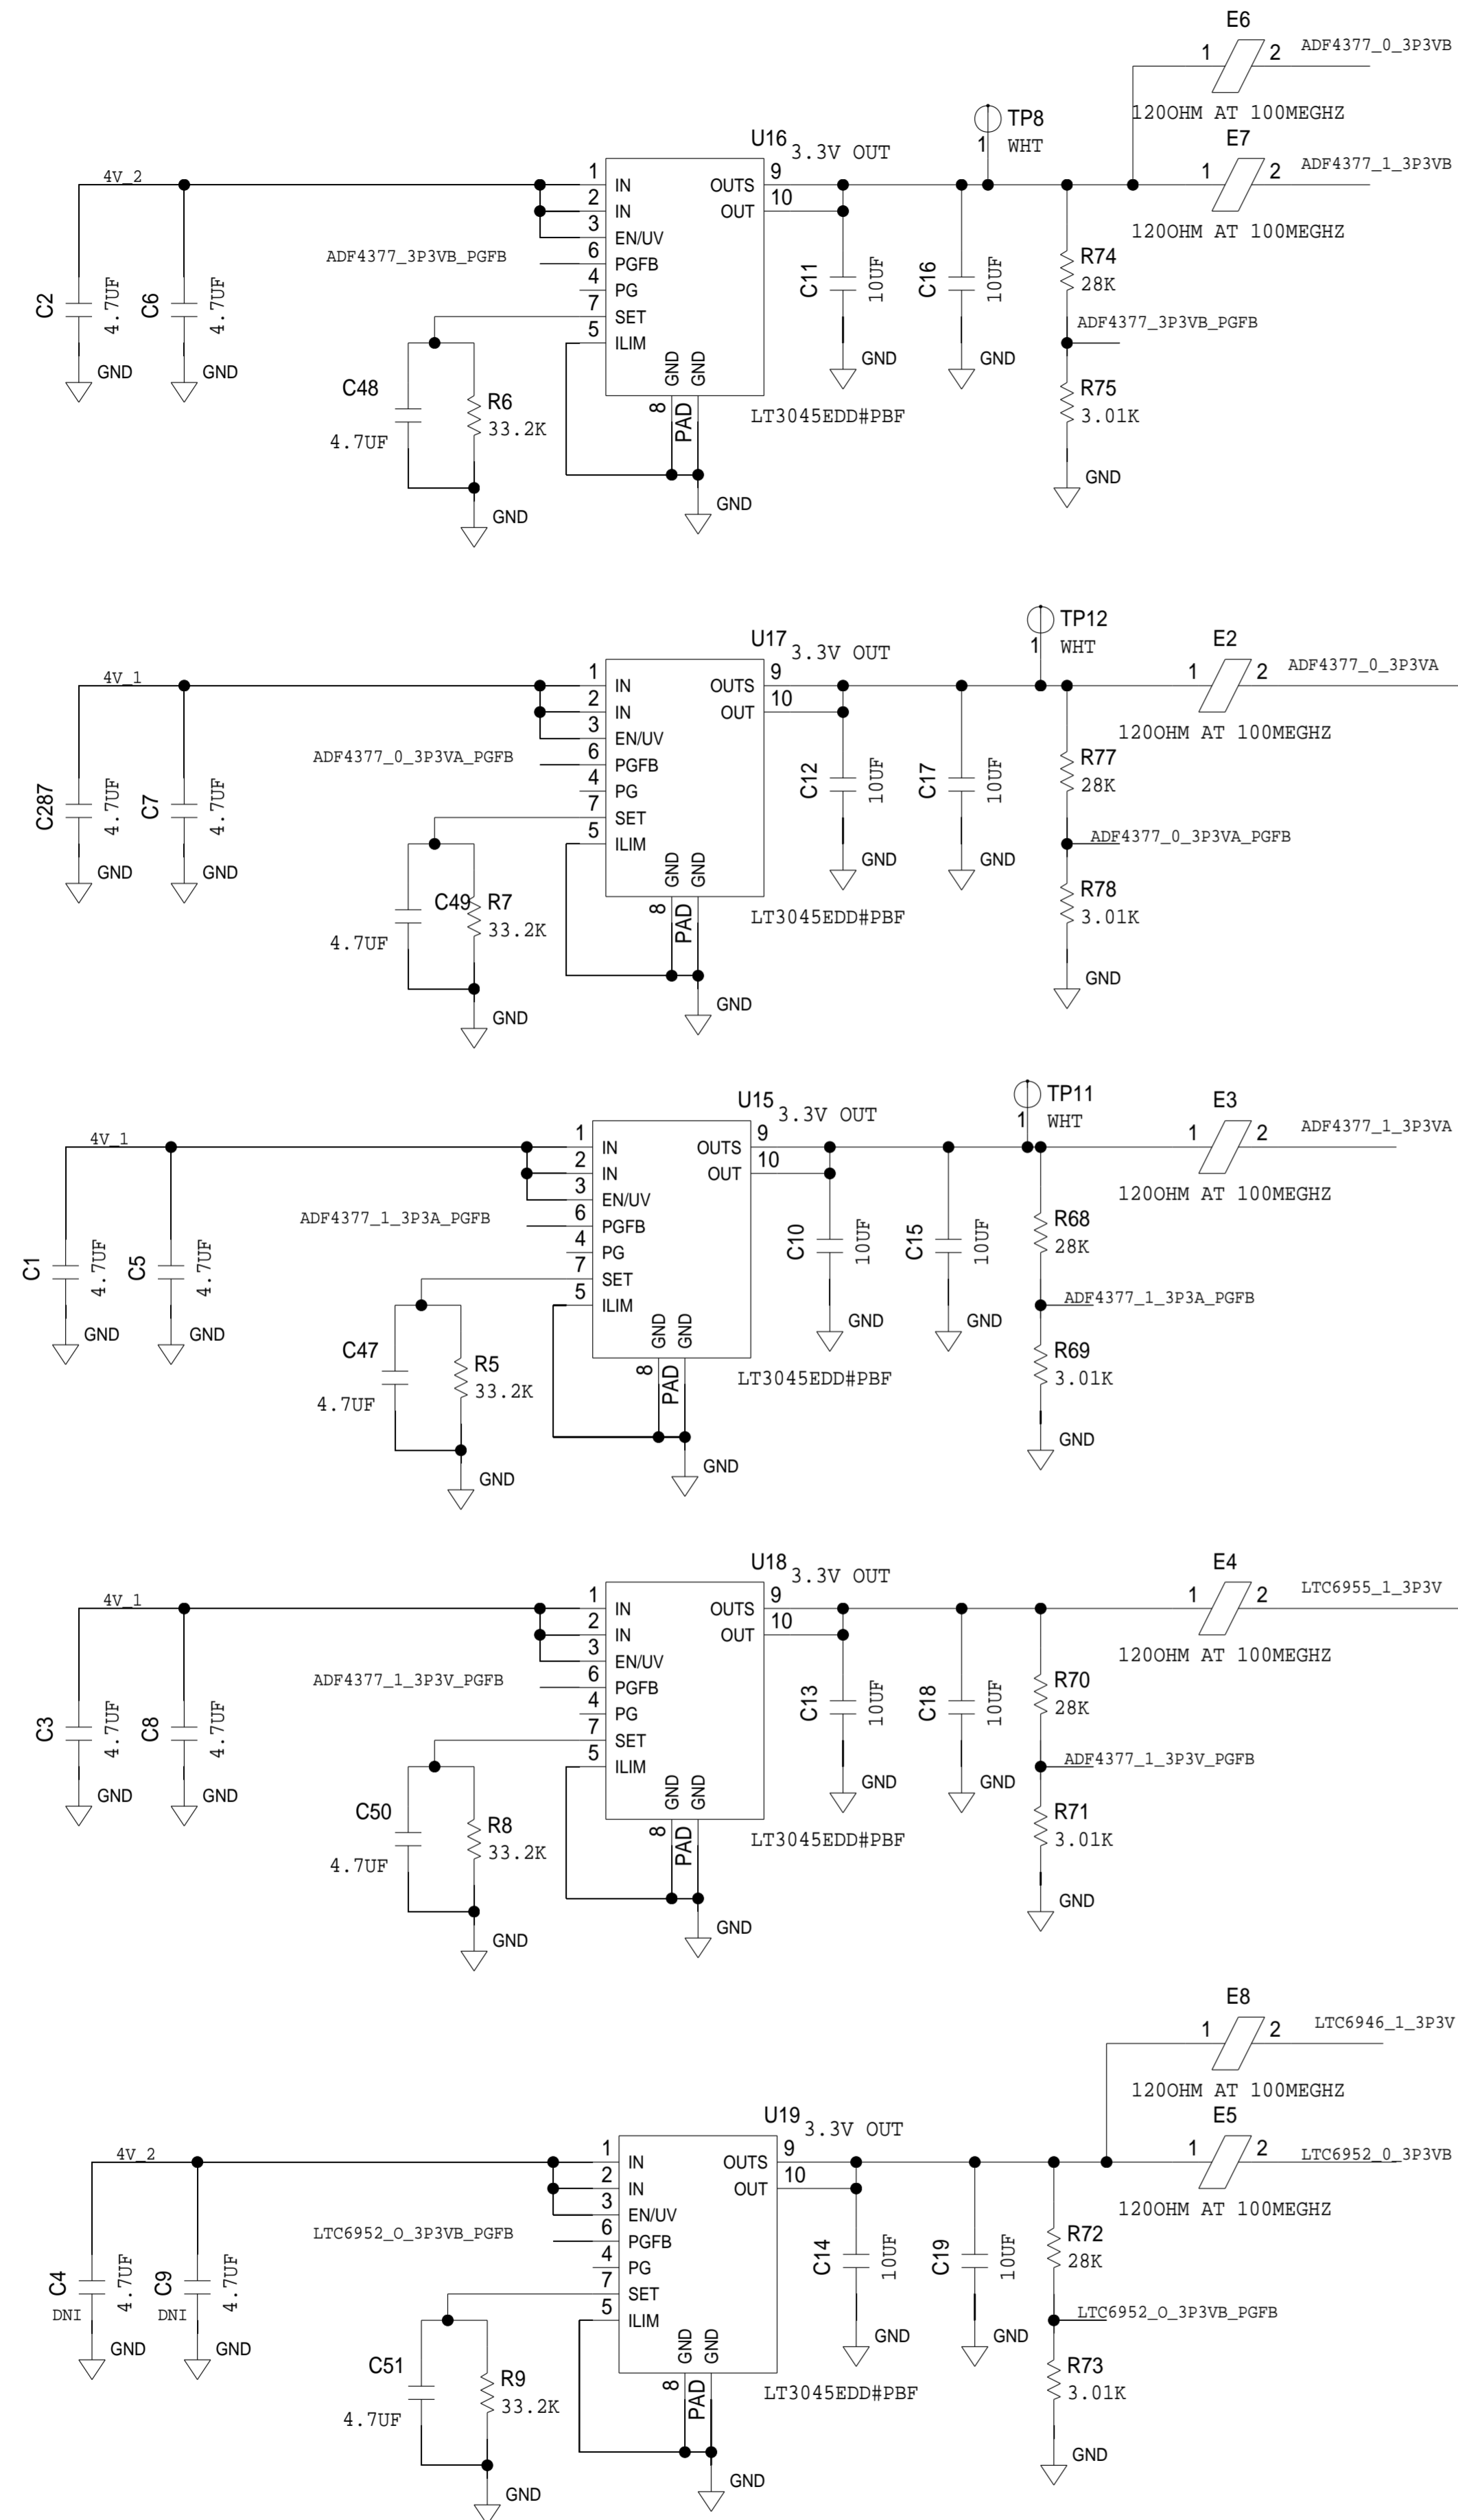 E6
1 2 ADF4377_0_3P3VB
120OHM AT 100MEGHZ
TP8
1 WHT
E7
1 2 ADF4377_1_3P3VB
120OHM AT 100MEGHZ
U16 3.3V OUT
4V_2
1 IN OUTS 9
2 IN OUT 10
3 EN/UV
ADF4377_3P3VB_PGFB 6 PGFB
4 PG
7 SET
5 ILIM
GND GND
8 PAD
LT3045EDD#PBF
C2 4.7UF
C6 4.7UF
GND GND
C48 4.7UF
R6 33.2K
GND
GND
C11 10UF
C16 10UF
GND GND
R74
28K
ADF4377_3P3VB_PGFB
R75
3.01K
GND
TP12
1 WHT
E2
1 2 ADF4377_0_3P3VA
120OHM AT 100MEGHZ
U17 3.3V OUT
4V_1
1 IN OUTS 9
2 IN OUT 10
3 EN/UV
ADF4377_0_3P3VA_PGFB 6 PGFB
4 PG
7 SET
5 ILIM
GND GND
8 PAD
LT3045EDD#PBF
C287 4.7UF
C7 4.7UF
GND GND
C49 4.7UF
R7 33.2K
GND
GND
C12 10UF
C17 10UF
GND GND
R77
28K
ADF4377_0_3P3VA_PGFB
R78
3.01K
GND
TP11
1 WHT
E3
1 2 ADF4377_1_3P3VA
120OHM AT 100MEGHZ
U15 3.3V OUT
4V_1
1 IN OUTS 9
2 IN OUT 10
3 EN/UV
ADF4377_1_3P3A_PGFB 6 PGFB
4 PG
7 SET
5 ILIM
GND GND
8 PAD
LT3045EDD#PBF
C1 4.7UF
C5 4.7UF
GND GND
C47 4.7UF
R5 33.2K
GND
GND
C10 10UF
C15 10UF
GND GND
R68
28K
ADF4377_1_3P3A_PGFB
R69
3.01K
GND
E4
1 2 LTC6955_1_3P3V
120OHM AT 100MEGHZ
U18 3.3V OUT
4V_1
1 IN OUTS 9
2 IN OUT 10
3 EN/UV
ADF4377_1_3P3V_PGFB 6 PGFB
4 PG
7 SET
5 ILIM
GND GND
8 PAD
LT3045EDD#PBF
C3 4.7UF
C8 4.7UF
GND GND
C50 4.7UF
R8 33.2K
GND
GND
C13 10UF
C18 10UF
GND GND
R70
28K
ADF4377_1_3P3V_PGFB
R71
3.01K
GND
E8
1 2 LTC6946_1_3P3V
120OHM AT 100MEGHZ
E5
1 2 LTC6952_0_3P3VB
120OHM AT 100MEGHZ
U19 3.3V OUT
4V_2
1 IN OUTS 9
2 IN OUT 10
3 EN/UV
LTC6952_O_3P3VB_PGFB 6 PGFB
4 PG
7 SET
5 ILIM
GND GND
8 PAD
LT3045EDD#PBF
C4 DNI 4.7UF
C9 DNI 4.7UF
GND GND
C51 4.7UF
R9 33.2K
GND
GND
C14 10UF
C19 10UF
GND GND
R72
28K
LTC6952_O_3P3VB_PGFB
R73
3.01K
GND